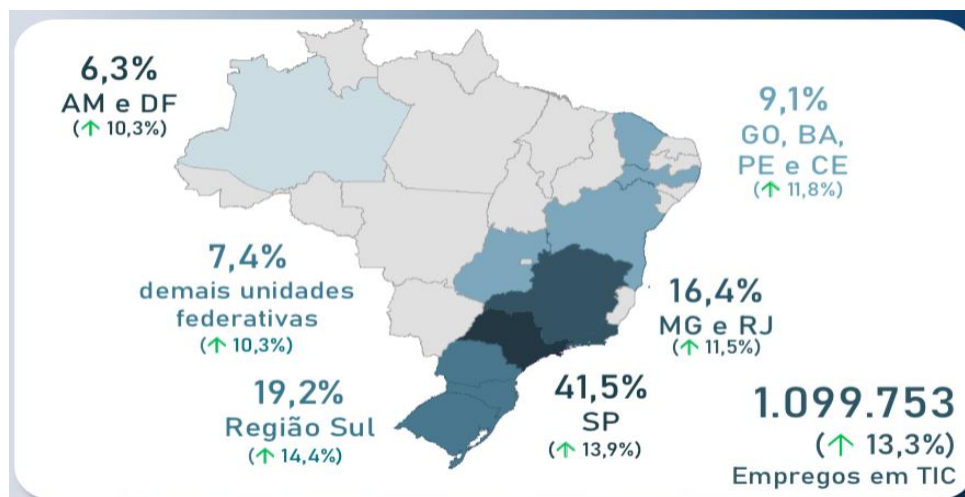 6,3%
AM e DF
(↑ 10,3%)
9,1%
GO, BA,
PE e CE
(↑ 11,8%)
7,4%
demais unidades
federativas
(↑ 10,3%)
16,4%
MG e RJ
(↑ 11,5%)
19,2%
Região Sul
(↑ 14,4%)
41,5%
SP
(↑ 13,9%)
1.099.753
(↑ 13,3%)
Empregos em TIC